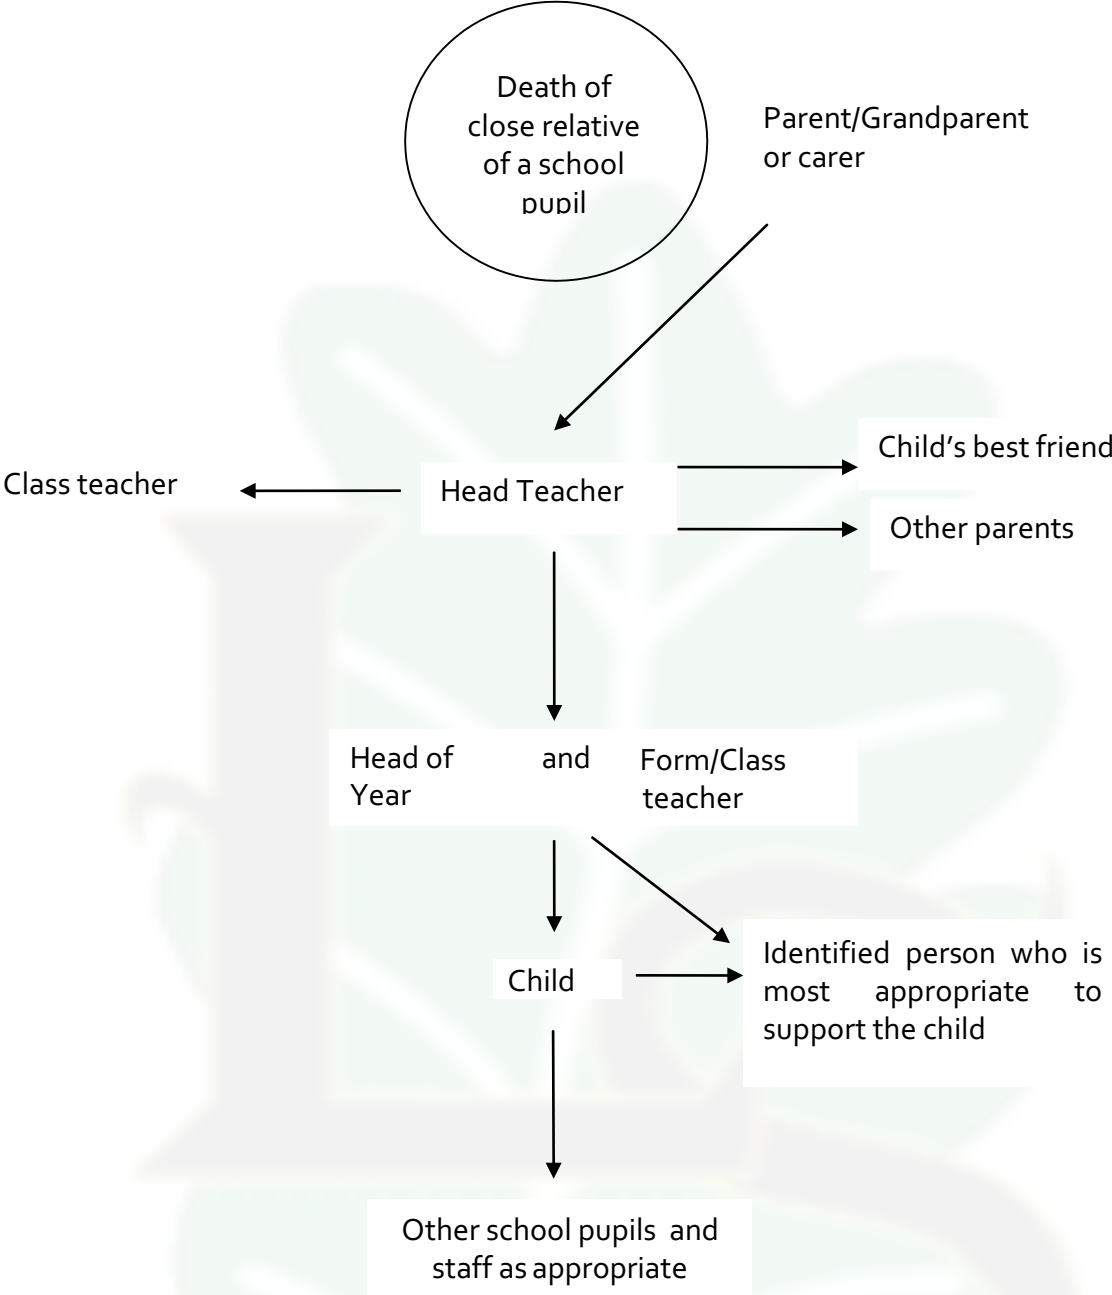 Death of
close relative
of a school
pupil
Parent/Grandparent
or carer
Child’s best friend
Class teacher
Head Teacher
Other parents
Head of
Year
and
Form/Class
teacher
Child
Identified person who is
most appropriate to
support the child
Other school pupils and
staff as appropriate